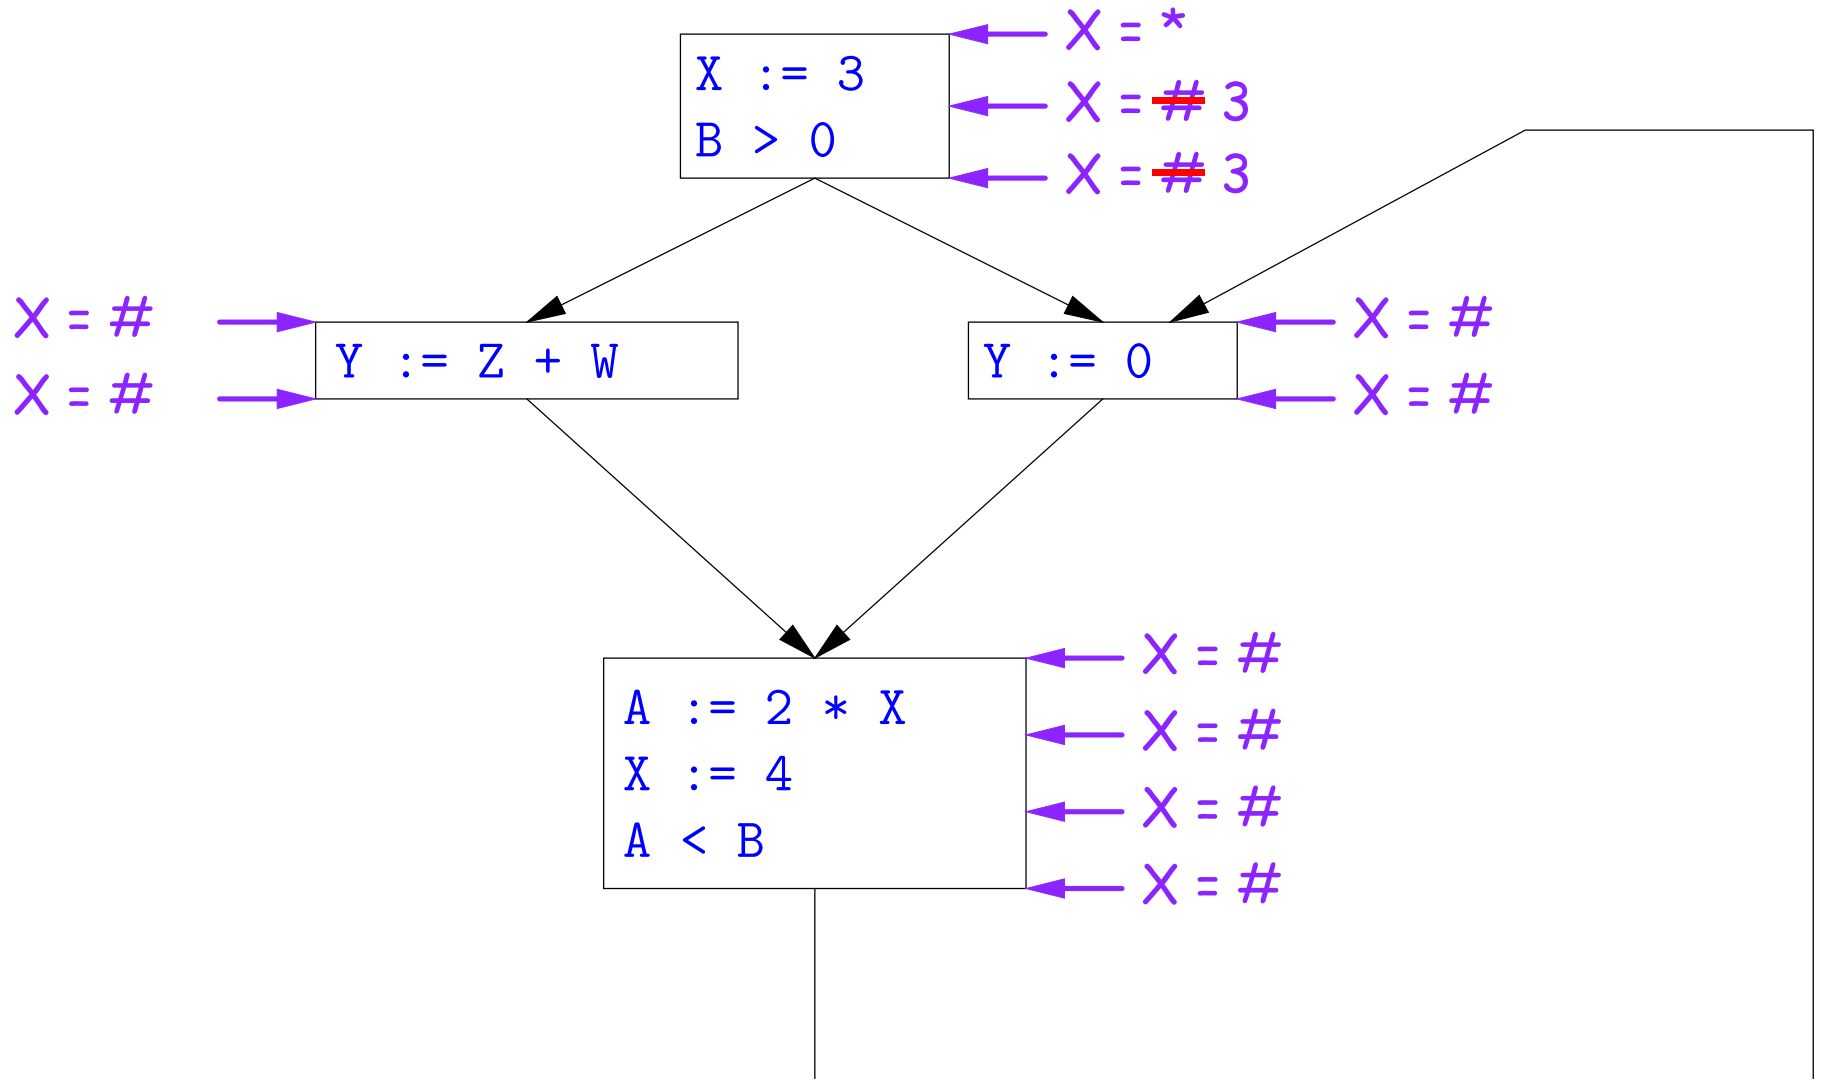 X = *
X := 3
X = # 3
B > 0
X = # 3
X = #
Y := Z + W
X = #
X = #
Y := 0
X = #
X = #
A := 2 * X
X = #
X := 4
X = #
A < B
X = #